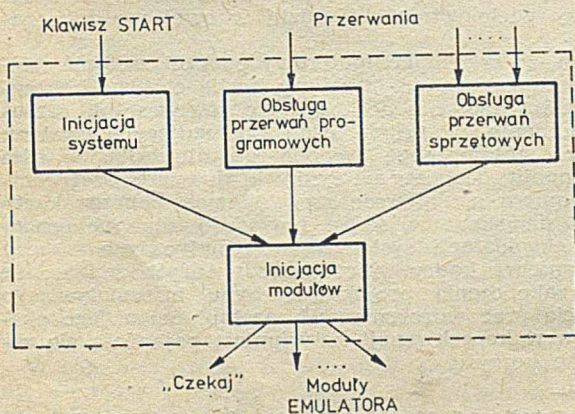 Klawisz START
Przerwania
....
Inicjacja
systemu
Obsługa
przerwań pro-
gramowych
Obsługa
przerwań
sprzętowych
Inicjacja
modułów
....
„Czekaj”
Moduły
EMULATORA